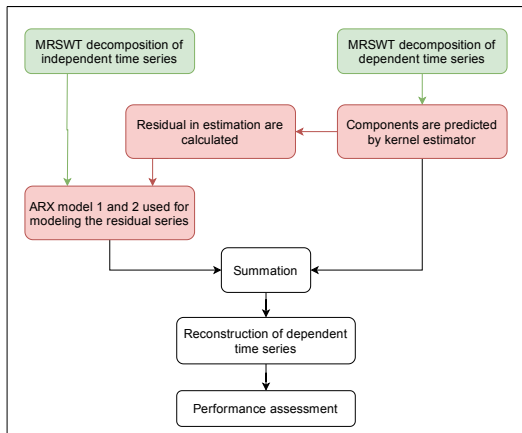 MRSWT decomposition of
independent time series
MRSWT decomposition of
dependent time series
Residual in estimation are
calculated
Components are predicted
by kernel estimator
ARX model 1 and 2 used for
modeling the residual series
Summation
Reconstruction of dependent
time series
Performance assessment